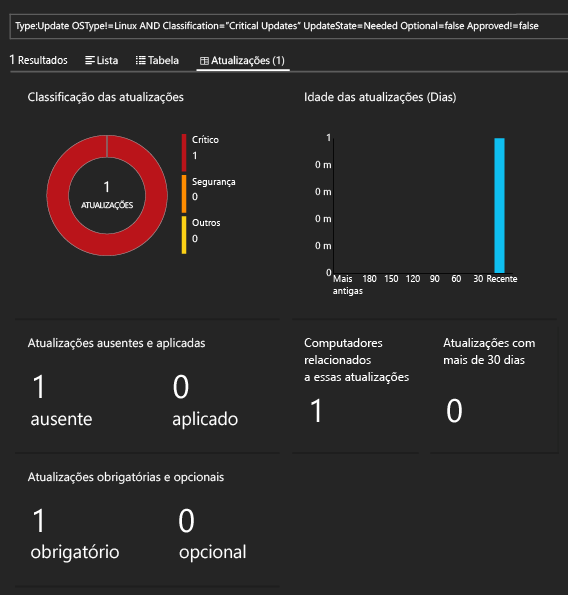 Type:Update OSType!=Linux AND Classification="Critical Updates" UpdateState=Needed Optional=false Approved!=false
1 Resultados
Lista
Tabela
Atualizações (1)
Classificação das atualizações
1
ATUALIZAÇÕES
Crítico
1
Segurança
0
Outros
0
Idade das atualizações (Dias)
1
0 m
0 m
0 m
0 m
0
Mais
antigas
180
150
120
90
60
30
Recente
Atualizações ausentes e aplicadas
1
ausente
0
aplicado
Computadores
relacionados
a essas atualizações
1
Atualizações com
mais de 30 dias
0
Atualizações obrigatórias e opcionais
1
obrigatório
0
opcional